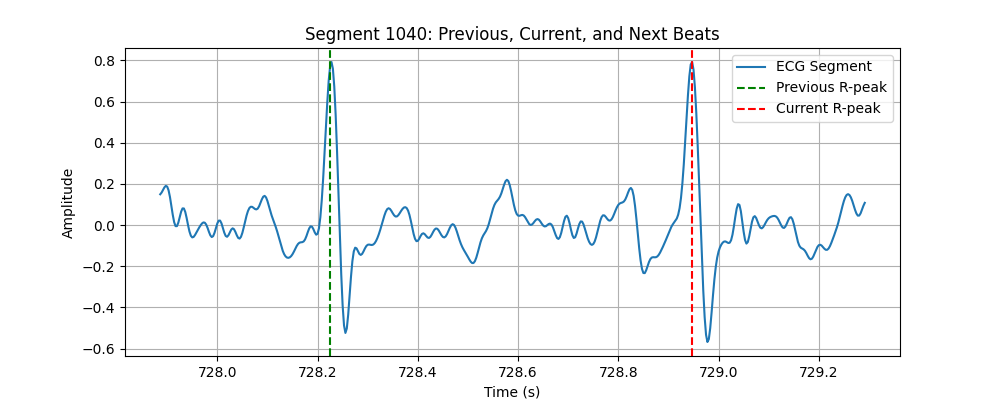 Segment 1040: Previous, Current, and Next Beats
ECG Segment
Previous R-peak
Current R-peak
Amplitude
0.8
0.6
0.4
0.2
0.0
−0.2
−0.4
−0.6
728.0 728.2 728.4 728.6 728.8 729.0 729.2
Time (s)